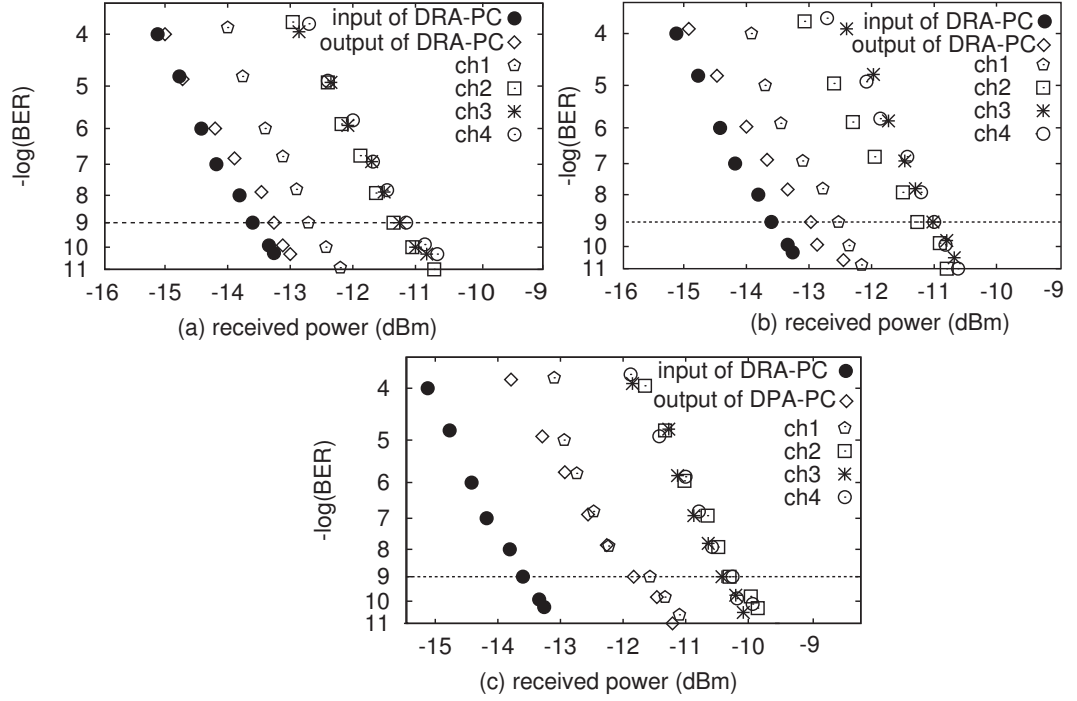 -log(BER)
4
5
6
7
8
9
10
11
input of DRA-PC
output of DRA-PC
ch1
ch2
ch3
ch4
-16 -15 -14 -13 -12 -11 -10 -9
(a) received power (dBm)
-log(BER)
4
5
6
7
8
9
10
11
input of DRA-PC
output of DRA-PC
ch1
ch2
ch3
ch4
-16 -15 -14 -13 -12 -11 -10 -9
(b) received power (dBm)
-log(BER)
4
5
6
7
8
9
10
11
input of DRA-PC
output of DPA-PC
ch1
ch2
ch3
ch4
-15 -14 -13 -12 -11 -10 -9
(c) received power (dBm)